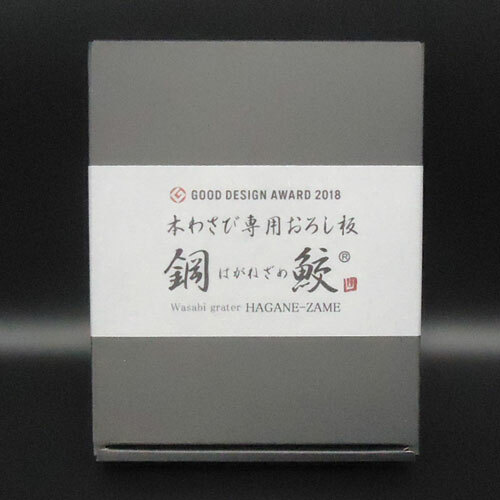 GOOD DESIGN AWARD 2018
本わさび専用おろし板
鋼 はがねざめ 鮫®
Wasabi grater HAGANE-ZAME